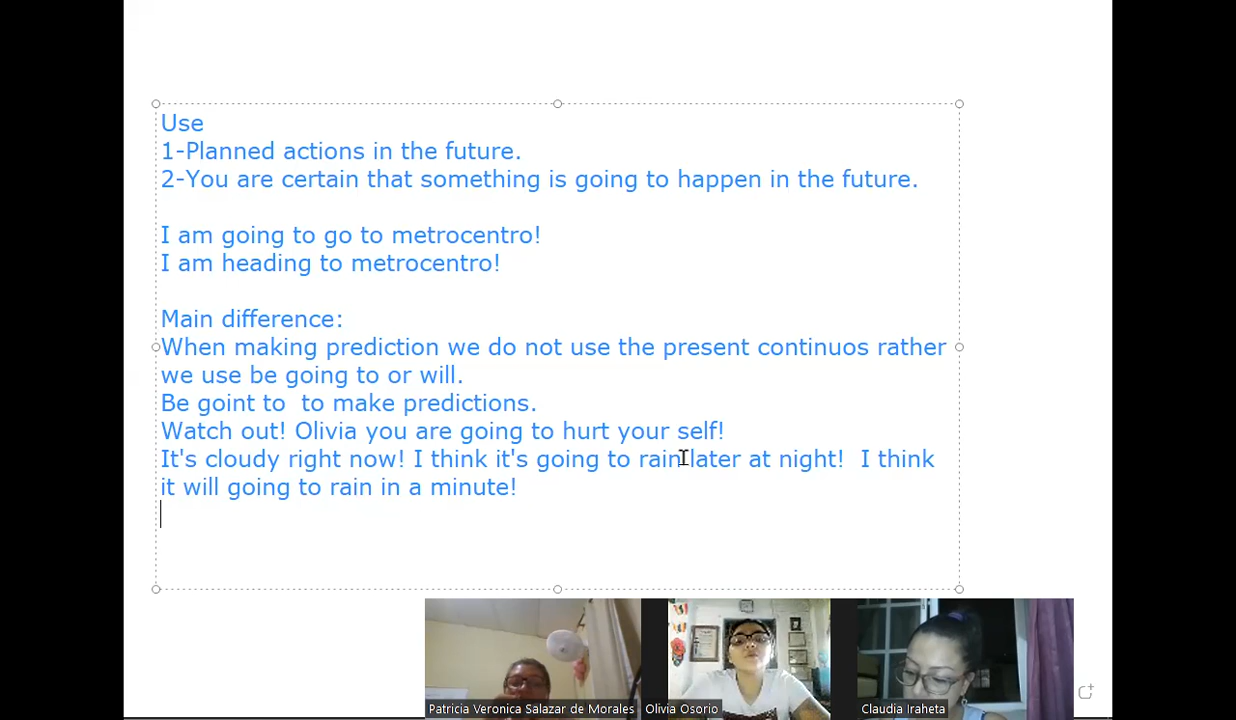 Use
1-Planned actions in the future.
2-You are certain that something is going to happen in the future.
I am going to go to metrocentro!
I am heading to metrocentro!
Main difference:
When making prediction we do not use the present continuos rather
we use be going to or will.
Be goint to  to make predictions.
Watch out! Olivia you are going to hurt your self!
It's cloudy right now! I think it's going to rain later at night!  I think
it will going to rain in a minute!
Patricia Veronica Salazar de Morales
Olivia Osorio
Claudia Iraheta